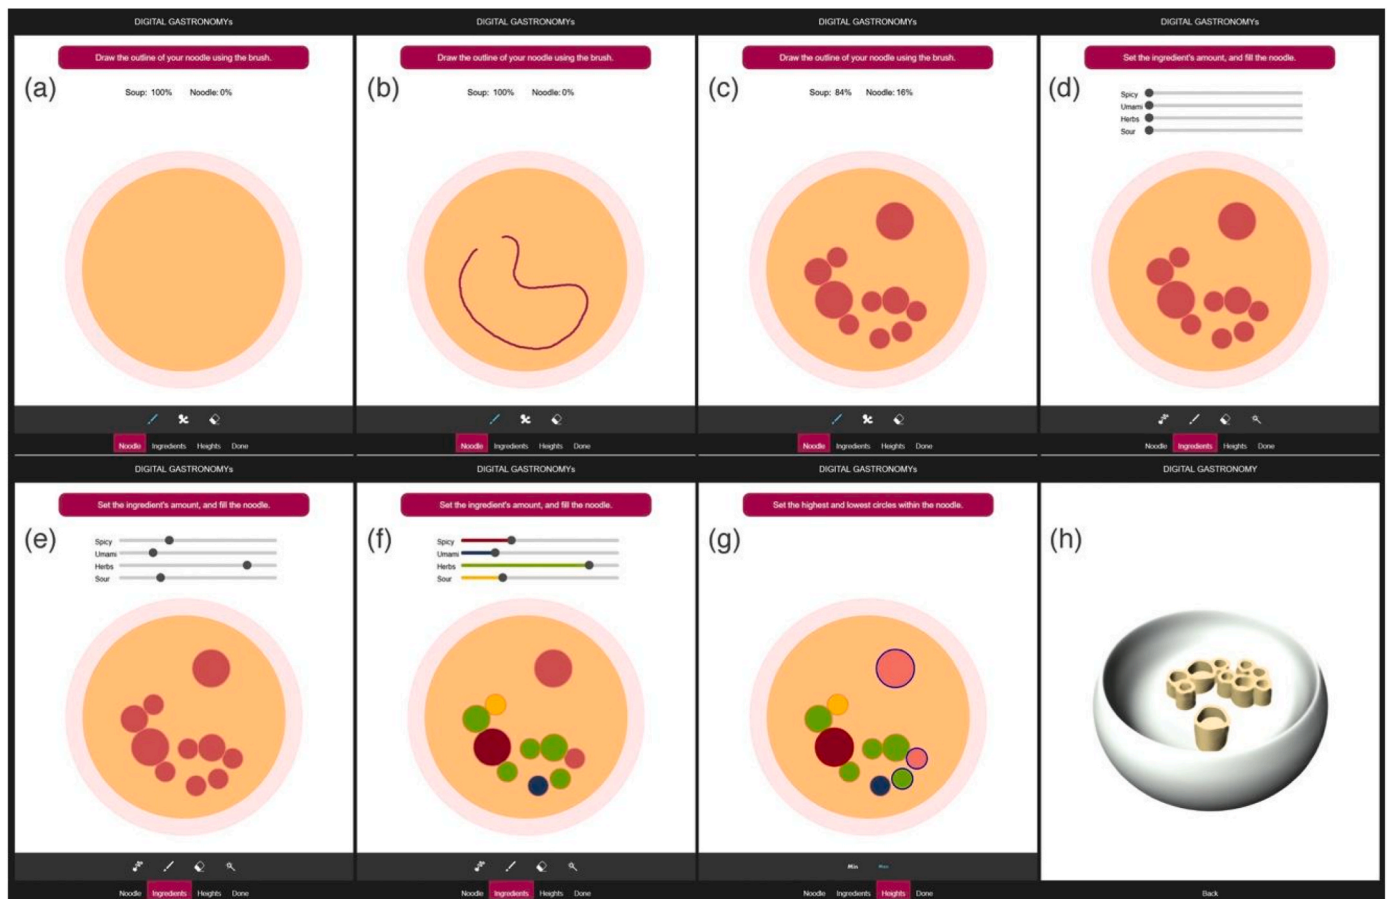 DIGITAL GASTRONOMYs
Draw the outline of your noodle using the brush.
(a)
Soup: 100% Noodle: 0%
Noodle Ingredients Heights Done
DIGITAL GASTRONOMYs
Draw the outline of your noodle using the brush.
(b)
Soup: 100% Noodle: 0%
Noodle Ingredients Heights Done
DIGITAL GASTRONOMYs
Draw the outline of your noodle using the brush.
(c)
Soup: 84% Noodle: 16%
Noodle Ingredients Heights Done
DIGITAL GASTRONOMYs
Set the ingredient's amount, and fill the noodle.
(d)
Spicy
Umami
Herbs
Sour
Noodle Ingredients Heights Done
DIGITAL GASTRONOMYs
Set the ingredient's amount, and fill the noodle.
(e)
Spicy
Umami
Herbs
Sour
Noodle Ingredients Heights Done
DIGITAL GASTRONOMYs
Set the ingredient's amount, and fill the noodle.
(f)
Spicy
Umami
Herbs
Sour
Noodle Ingredients Heights Done
DIGITAL GASTRONOMYs
Set the highest and lowest circles within the noodle.
(g)
Min Max
Noodle Ingredients Heights Done
DIGITAL GASTRONOMY
(h)
Back